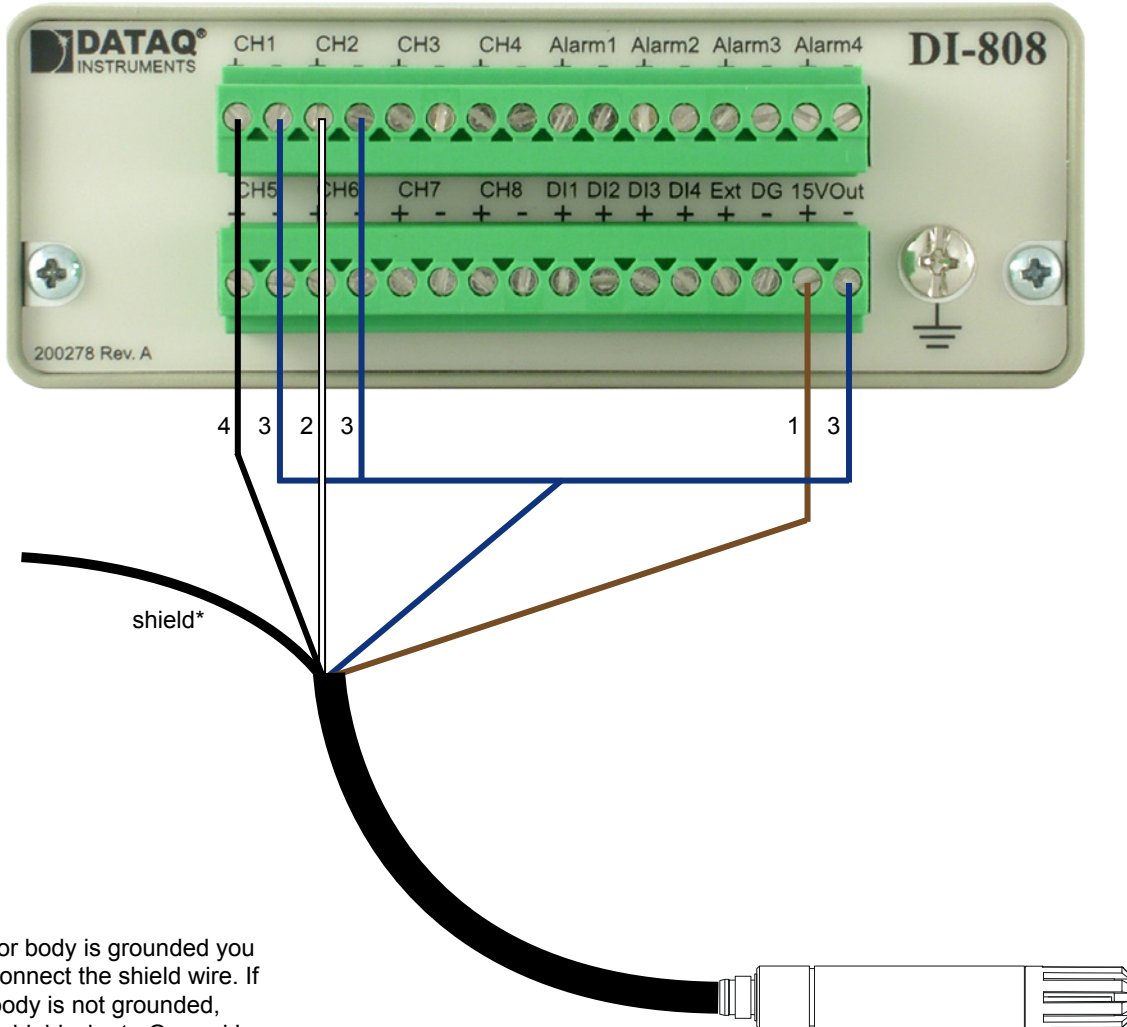 DATAQ® INSTRUMENTS
CH1 CH2 CH3 CH4 Alarm1 Alarm2 Alarm3 Alarm4
DI-808
+ - + - + - + - + - + - + - + -
CH5 CH6 CH7 CH8 DI1 DI2 DI3 DI4 Ext DG 15VOut
+ - + - + - + - + + + + + - + -
200278 Rev. A
4 3 2 3 1 3
shield*
or body is grounded you
onnect the shield wire. If
body is not grounded,